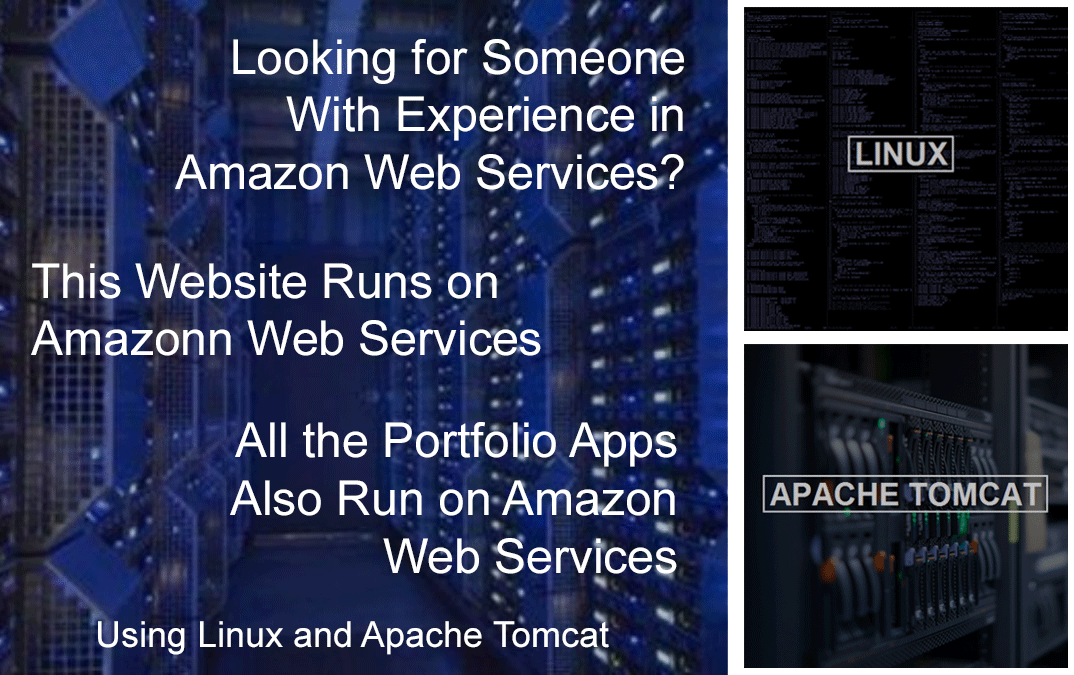 Looking for Someone
With Experience in
Amazon Web Services?
This Website Runs on
Amazonn Web Services
All the Portfolio Apps
Also Run on Amazon
Web Services
Using Linux and Apache Tomcat
LINUX
APACHE TOMCAT